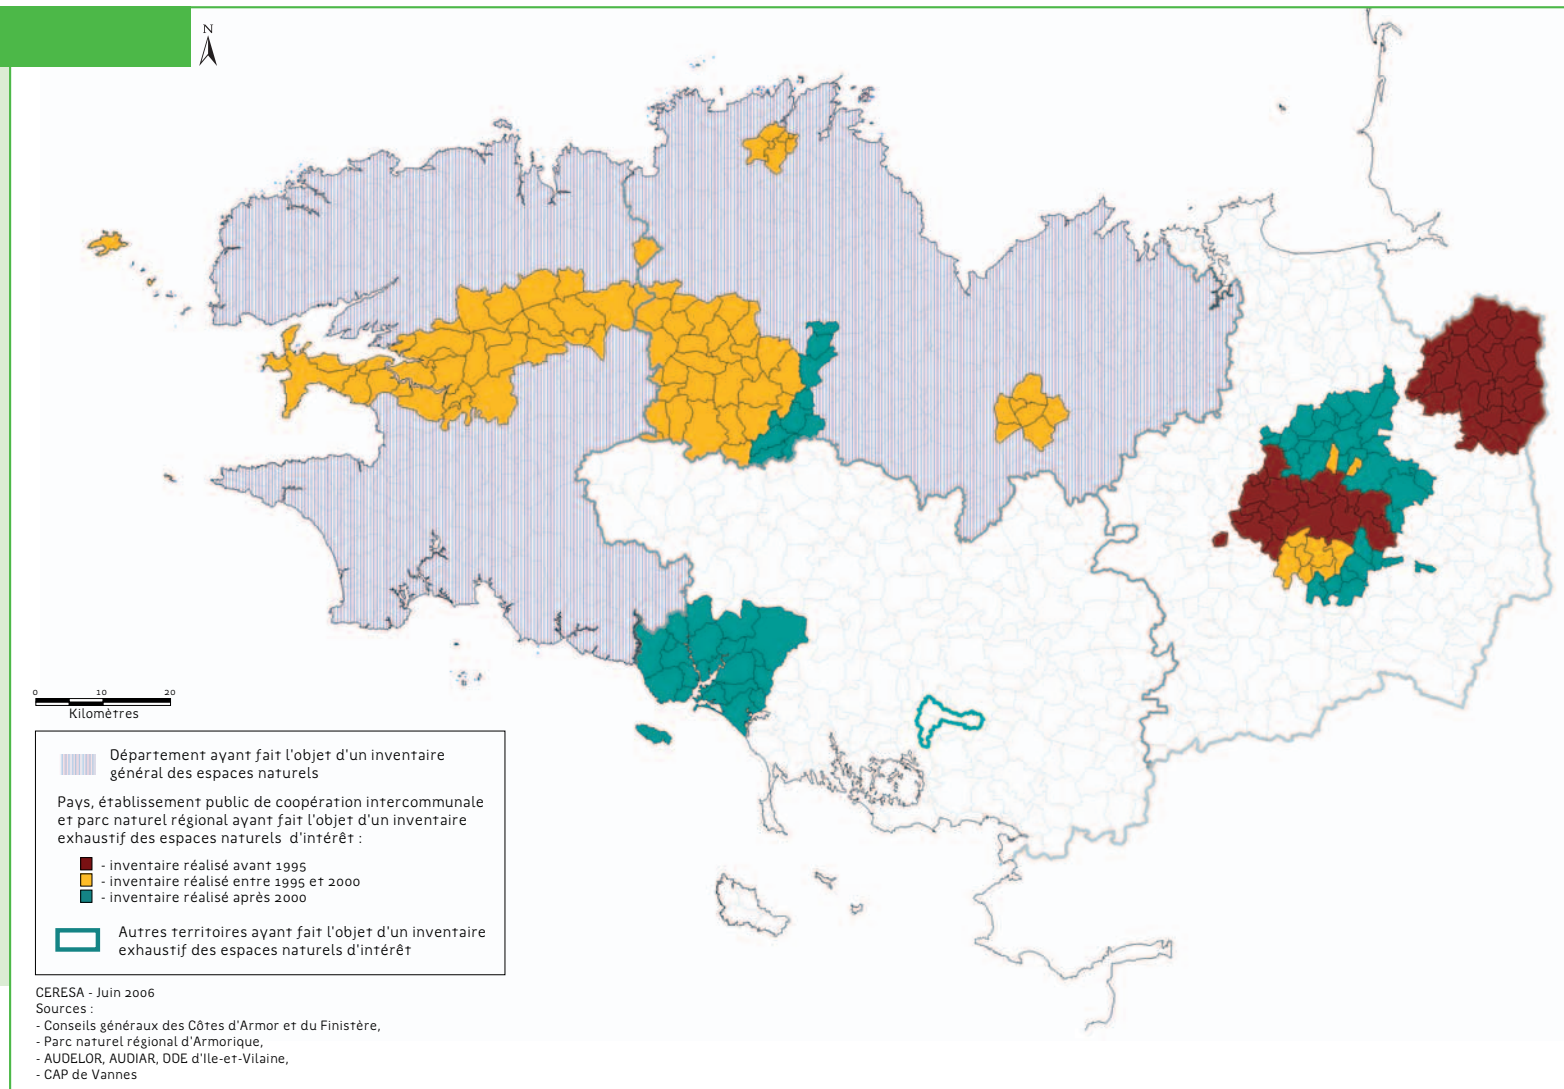 N
0 10 20
Kilomètres
Département ayant fait l'objet d'un inventaire
général des espaces naturels
Pays, établissement public de coopération intercommunale
et parc naturel régional ayant fait l'objet d'un inventaire
exhaustif des espaces naturels d'intérêt :
- inventaire réalisé avant 1995
- inventaire réalisé entre 1995 et 2000
- inventaire réalisé après 2000
Autres territoires ayant fait l'objet d'un inventaire
exhaustif des espaces naturels d'intérêt
CERESA - Juin 2006
Sources :
- Conseils généraux des Côtes d'Armor et du Finistère,
- Parc naturel régional d'Armorique,
- AUDELOR, AUDIAR, DDE d'Ile-et-Vilaine,
- CAP de Vannes